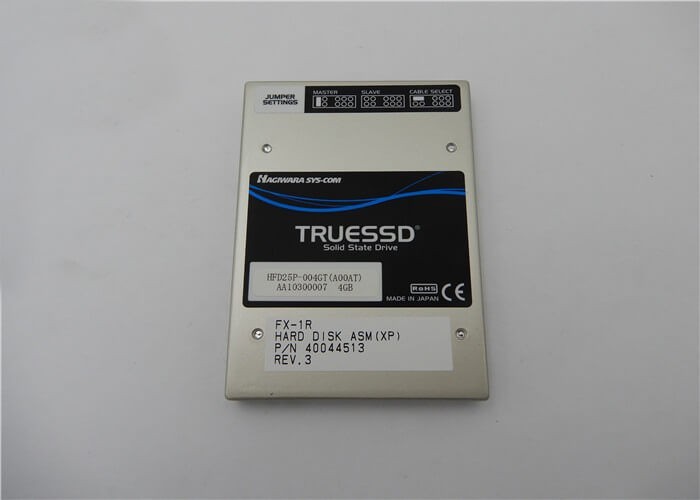 JUMPER
SETTINGS
MASTER SLAVE CABLE SELECT
HAGIWARA SYS-COM
TRUESSD®
Solid State Drive
HFD25P-004GT(A00AT)
AA10300007 4GB
RoHS
CE
MADE IN JAPAN
FX-1R
HARD DISK ASM(XP)
P/N 40044513
REV.3